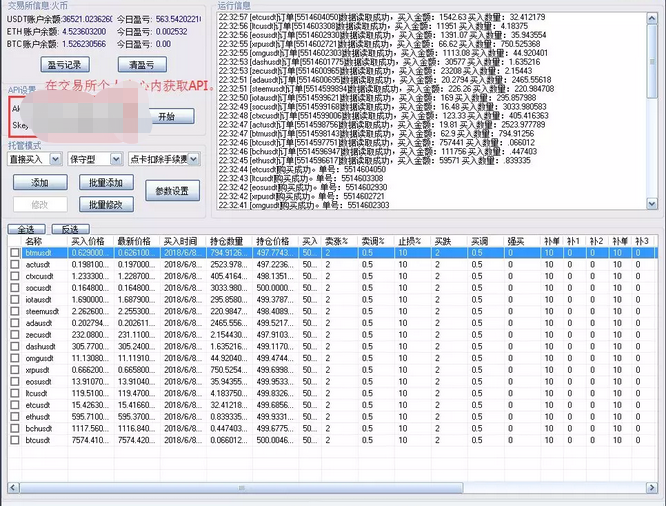 交易所信息:火币
USDT账户余额:36521.0236260 今日盈亏: 563.54202218
ETH 账户余额: 4.523603200 今日盈亏: 0.002532
BTC账户余额: 1.526230566 今日盈亏: 0.00
盈亏记录 清盈亏
在交易所个人中心内获取API。
API设置
开始
托管模式
直接买入 保守型 点卡扣除手续费
添加 批量添加 参数设置
修改 批量修改
运行信息
22:32:57 [etcusdt]订单[5514604050]数据读取成功，买入金额: 1542.63 买入数量: 32.412179
22:32:56 [ltcusdt]订单[5514603308]数据读取成功，买入金额: 11951 买入数量: 4.18375
22:32:56 [eosusdt]订单[5514602930]数据读取成功，买入金额: 1391.07 买入数量: 35.943554
22:32:55 [xrpusdt]订单[5514602721]数据读取成功，买入金额: 66.62 买入数量: 750.525368
22:32:55 [omgusdt]订单[5514602303]数据读取成功，买入金额: 1113.08 买入数量: 44.92040
22:32:54 [dashusdt]订单[5514601775]数据读取成功，买入金额: 30577 买入数量: 1.635216
22:32:53 [zecusdt]订单[5514600965]数据读取成功，买入金额: 23208 买入数量: 2.15443
22:32:51 [adausdt]订单[5514600695]数据读取成功，买入金额: 20.2794 买入数量: 2465.55618
22:32:51 [steemusdt]订单[5514599894]数据读取成功，买入金额: 226.26 买入数量: 220.984708
22:32:50 [iotausdt]订单[5514599621]数据读取成功，买入金额: 169 买入数量: 295.857988
22:32:49 [socusdt]订单[5514599168]数据读取成功，买入金额: 16.48 买入数量: 3033.980583
22:32:48 [ctxcusdt]订单[5514599006]数据读取成功，买入金额: 123.33 买入数量: 405.416363
22:32:47 [actusdt]订单[5514598756]数据读取成功，买入金额: 19.81 买入数量: 2523.977789
22:32:47 [btmusdt]订单[5514598143]数据读取成功，买入金额: 62.9 买入数量: 794.91256
22:32:46 [btcusdt]订单[5514597751]数据读取成功，买入金额: 757441 买入数量: .066012
22:32:46 [bchusdt]订单[5514597245]数据读取成功，买入金额: 111756 买入数量: .447403
22:32:45 [ethusdt]订单[5514596617]数据读取成功，买入金额: 59571 买入数量: .839335
22:32:43 [etcusdt]购买成功。单号: 5514604050
22:32:43 [ltcusdt]购买成功。单号: 5514603308
22:32:42 [eosusdt]购买成功。单号: 5514602930
22:32:42 [xrpusdt]购买成功。单号: 5514602721
22:32:41 [omgusdt]购买成功。单号: 5514602303
全选 反选
名称 买入价格 最新价格 买入时间 持仓数量 持仓价格 买入 卖涨% 卖调% 止损% 买跌 买调 强买 补单 补1 补2 补单 补3
btmusdt 0.629000... 0.626100... 2018/6/8... 794.9126... 497.7743... 50... 2 0.5 10 2 0.5 0 10 0 0 10 0
actusdt 0.198100... 0.197000... 2018/6/8... 2523.978... 497.2236... 50... 2 0.5 10 2 0.5 0 10 0 0 10 0
ctxcusdt 1.233300... 1.228700... 2018/6/8... 405.4164... 498.1351... 50... 2 0.5 10 2 0.5 0 10 0 0 10 0
socusdt 0.164800... 0.164800... 2018/6/8... 3033.980... 500.0000... 50... 2 0.5 10 2 0.5 0 10 0 0 10 0
iotausdt 1.690000... 1.687900... 2018/6/8... 295.8580... 499.3787... 50... 2 0.5 10 2 0.5 0 10 0 0 10 0
steemusdt 2.262600... 2.255300... 2018/6/8... 220.9847... 498.4089... 50... 2 0.5 10 2 0.5 0 10 0 0 10 0
adausdt 0.202794... 0.202611... 2018/6/8... 2465.556... 499.5217... 50... 2 0.5 10 2 0.5 0 10 0 0 10 0
zecusdt 232.0800... 231.1100... 2018/6/8... 2.154430... 497.9103... 50... 2 0.5 10 2 0.5 0 10 0 0 10 0
dashusdt 305.7700... 305.2400... 2018/6/8... 1.635216... 499.1170... 50... 2 0.5 10 2 0.5 0 10 0 0 10 0
omgusdt 11.13080... 11.11910... 2018/6/8... 44.92040... 499.4744... 50... 2 0.5 10 2 0.5 0 10 0 0 10 0
xrpusdt 0.666200... 0.665800... 2018/6/8... 750.5254... 499.6998... 50... 2 0.5 10 2 0.5 0 10 0 0 10 0
eosusdt 13.91070... 13.91040... 2018/6/8... 35.94355... 499.9533... 50... 2 0.5 10 2 0.5 0 10 0 0 10 0
ltcusdt 119.5100... 119.4700... 2018/6/8... 4.183750... 499.8326... 50... 2 0.5 10 2 0.5 0 10 0 0 10 0
etcusdt 15.42630... 15.41660... 2018/6/8... 32.41218... 499.6856... 50... 2 0.5 10 2 0.5 0 10 0 0 10 0
ethusdt 595.7100... 595.3700... 2018/6/8... 0.839335... 499.9331... 50... 2 0.5 10 2 0.5 0 10 0 0 10 0
bchusdt 1117.560... 1116.840... 2018/6/8... 0.447403... 499.6775... 50... 2 0.5 10 2 0.5 0 10 0 0 10 0
btcusdt 7574.410... 7574.420... 2018/6/8... 0.066012... 500.0046... 50... 2 0.5 10 2 0.5 0 10 0 0 10 0